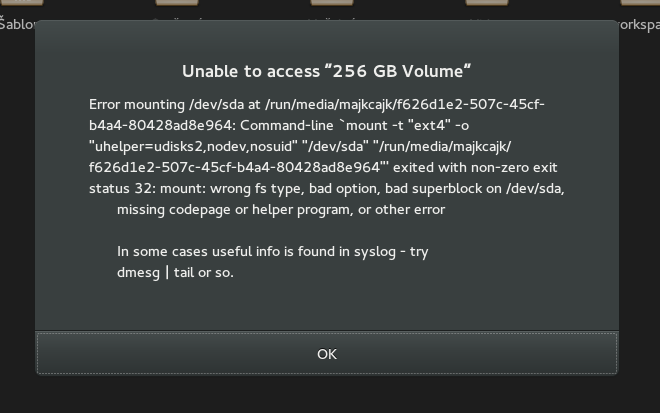 Šablo
orkspa
Unable to access “256 GB Volume“
Error mounting /dev/sda at /run/media/majkcajk/f626d1e2-507c-45cf-
b4a4-80428ad8e964: Command-line `mount -t "ext4" -o
"uhelper=udisks2,nodev,nosuid" "/dev/sda" "/run/media/majkcajk/
f626d1e2-507c-45cf-b4a4-80428ad8e964"' exited with non-zero exit
status 32: mount: wrong fs type, bad option, bad superblock on /dev/sda,
missing codepage or helper program, or other error
In some cases useful info is found in syslog - try
dmesg | tail or so.
OK